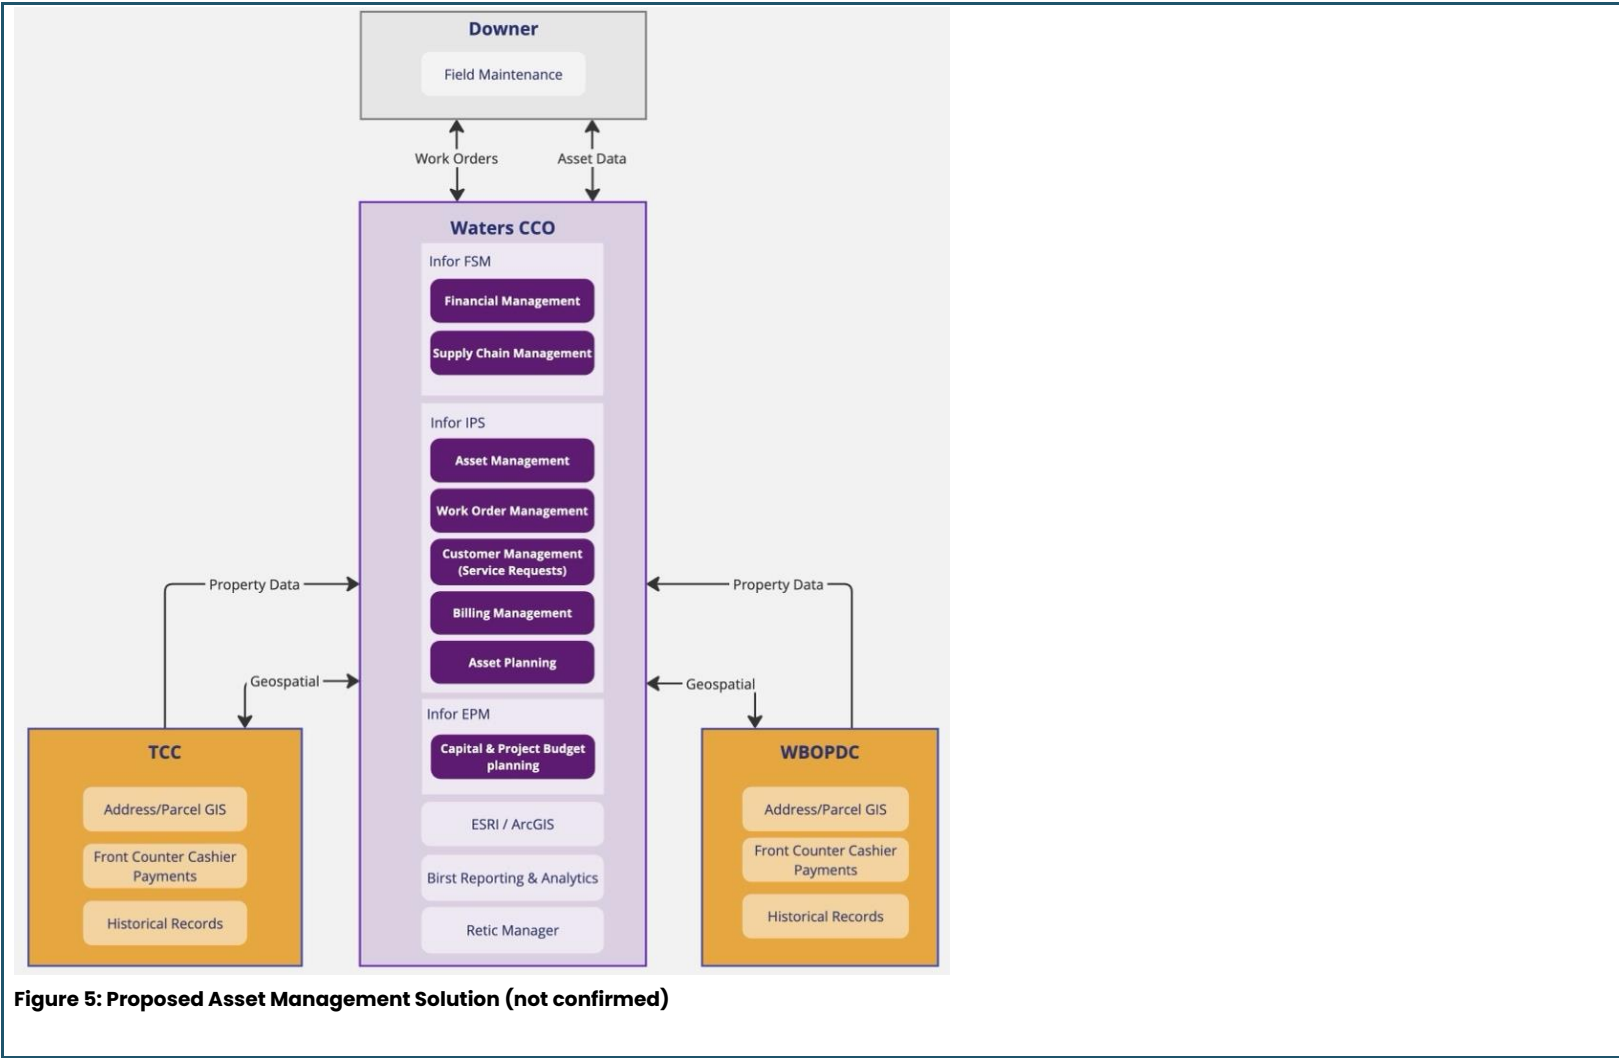 Downer
Field Maintenance
Work Orders
Asset Data
Waters CCO
Infor FSM
Financial Management
Supply Chain Management
Infor IPS
Asset Management
Work Order Management
Customer Management
(Service Requests)
Billing Management
Asset Planning
Infor EPM
Capital & Project Budget
planning
ESRI / ArcGIS
Birst Reporting & Analytics
Retic Manager
Property Data
Geospatial
TCC
Address/Parcel GIS
Front Counter Cashier
Payments
Historical Records
Property Data
Geospatial
WBOPDC
Address/Parcel GIS
Front Counter Cashier
Payments
Historical Records
Figure 5: Proposed Asset Management Solution (not confirmed)